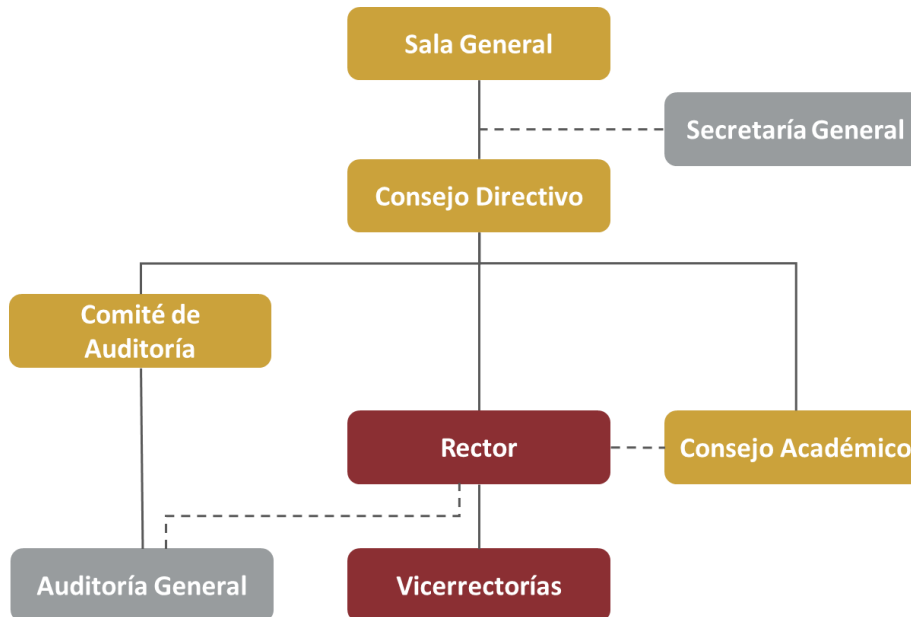 Sala General
Secretaría General
Consejo Directivo
Comité de
Auditoría
Rector
Consejo Académico
Auditoría General
Vicerrectorías